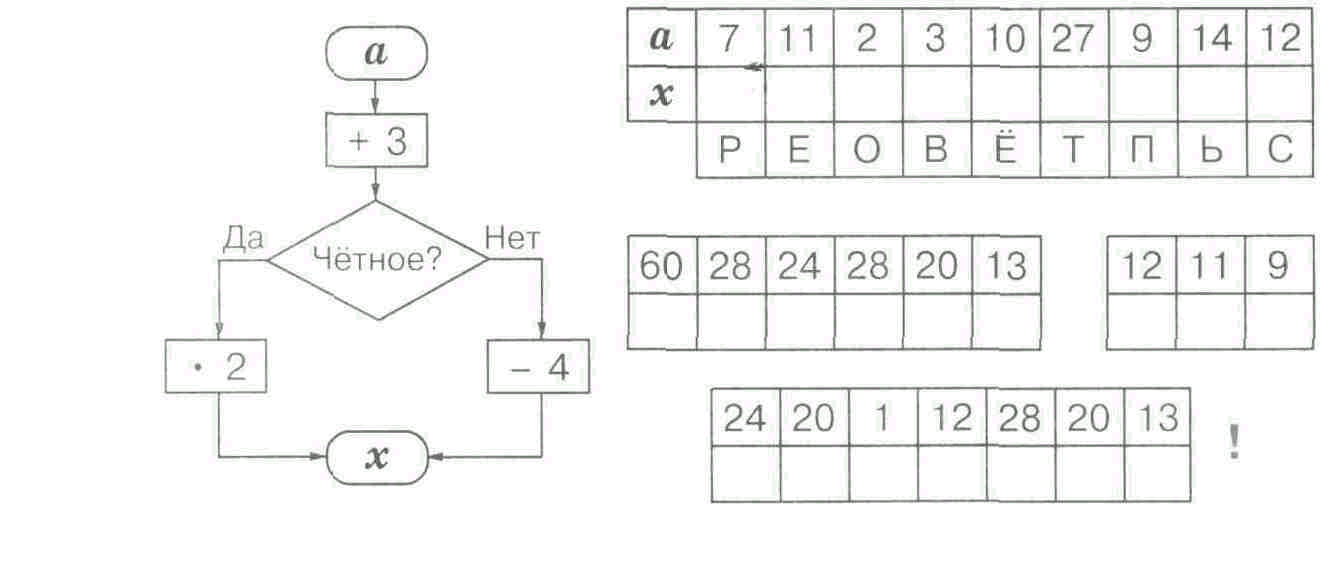 a
+ 3
Да
Чётное?
Нет
· 2
− 4
x
a 7 11 2 3 10 27 9 14 12
x
Р Е О В Ё Т П Ь С
60 28 24 28 20 13
12 11 9
24 20 1 12 28 20 13
!